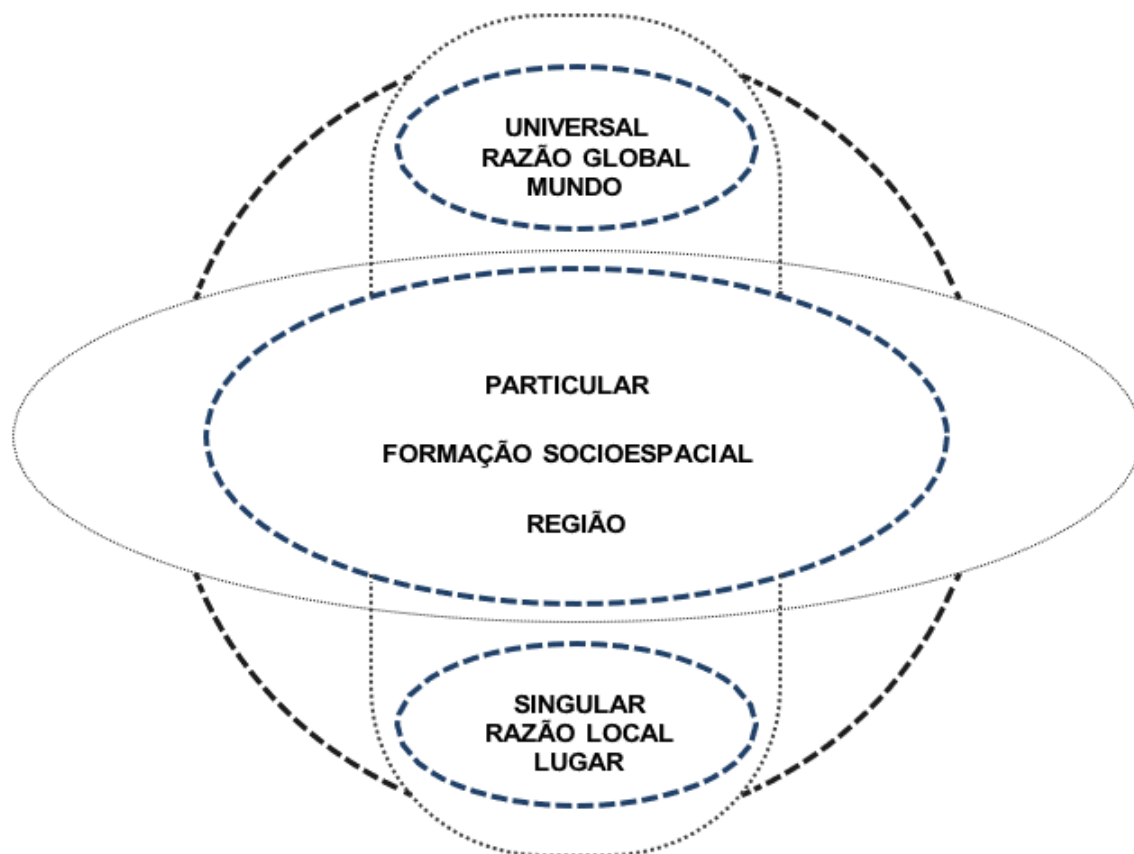 UNIVERSAL
RAZÃO GLOBAL
MUNDO
PARTICULAR
FORMAÇÃO SOCIOESPACIAL
REGIÃO
SINGULAR
RAZÃO LOCAL
LUGAR